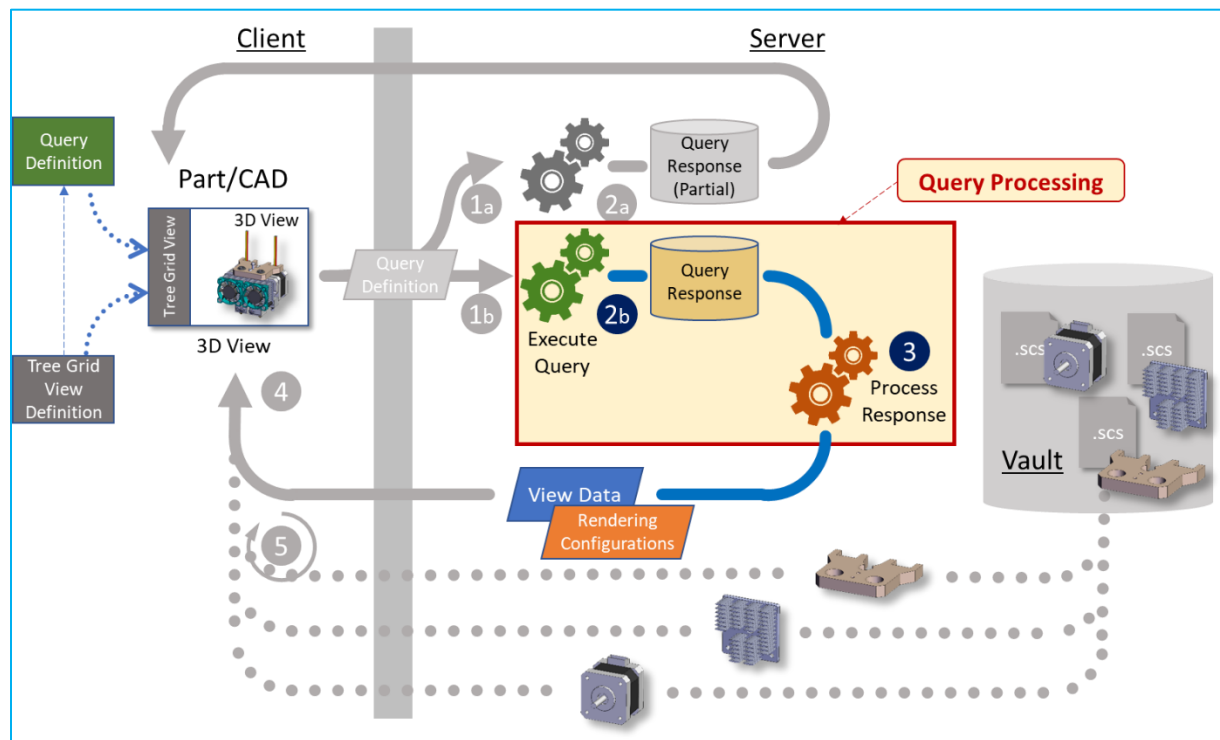 Client
Server
Query
Definition
Part/CAD
Query
Response
(Partial)
Query Processing
1a
2a
Tree Grid View
3D View
Query
Definition
Query
Response
1b
2b
Execute
Query
3
Process
Response
3D View
Tree Grid
View
Definition
4
.scs
.scs
.scs
Vault
View Data
Rendering
Configurations
5